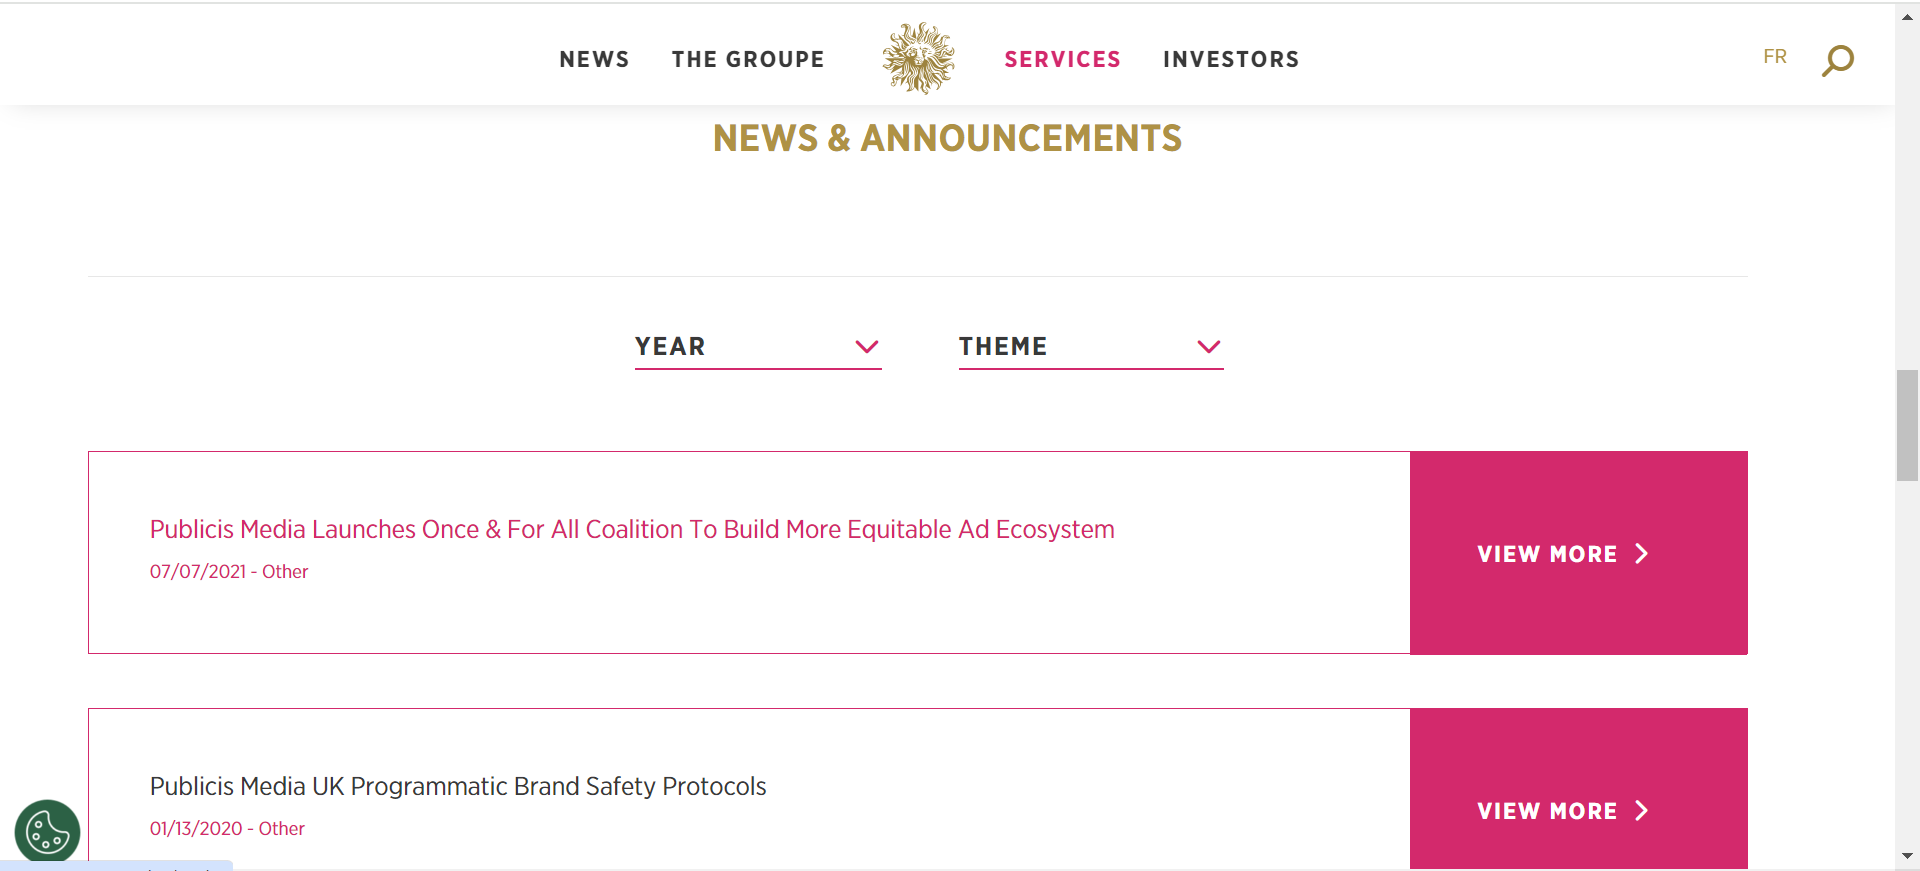 NEWS THE GROUPE SERVICES INVESTORS FR
NEWS & ANNOUNCEMENTS
YEAR THEME
Publicis Media Launches Once & For All Coalition To Build More Equitable Ad Ecosystem
07/07/2021 - Other
VIEW MORE
Publicis Media UK Programmatic Brand Safety Protocols
01/13/2020 - Other
VIEW MORE